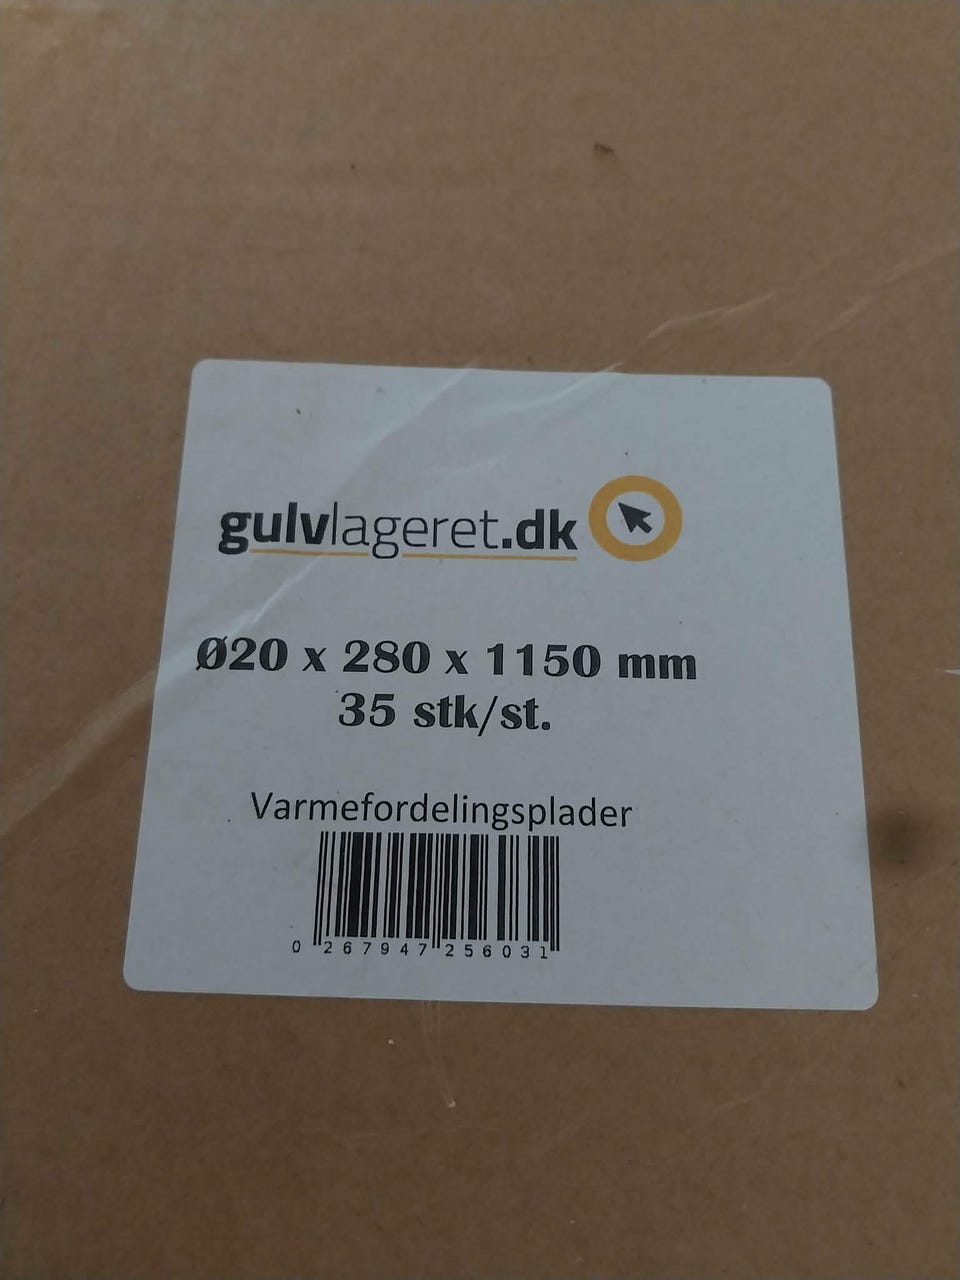 gulvlageret.dk
Ø20 x 280 x 1150 mm
35 stk/st.
Varmefordelingsplader
0 267947 256031